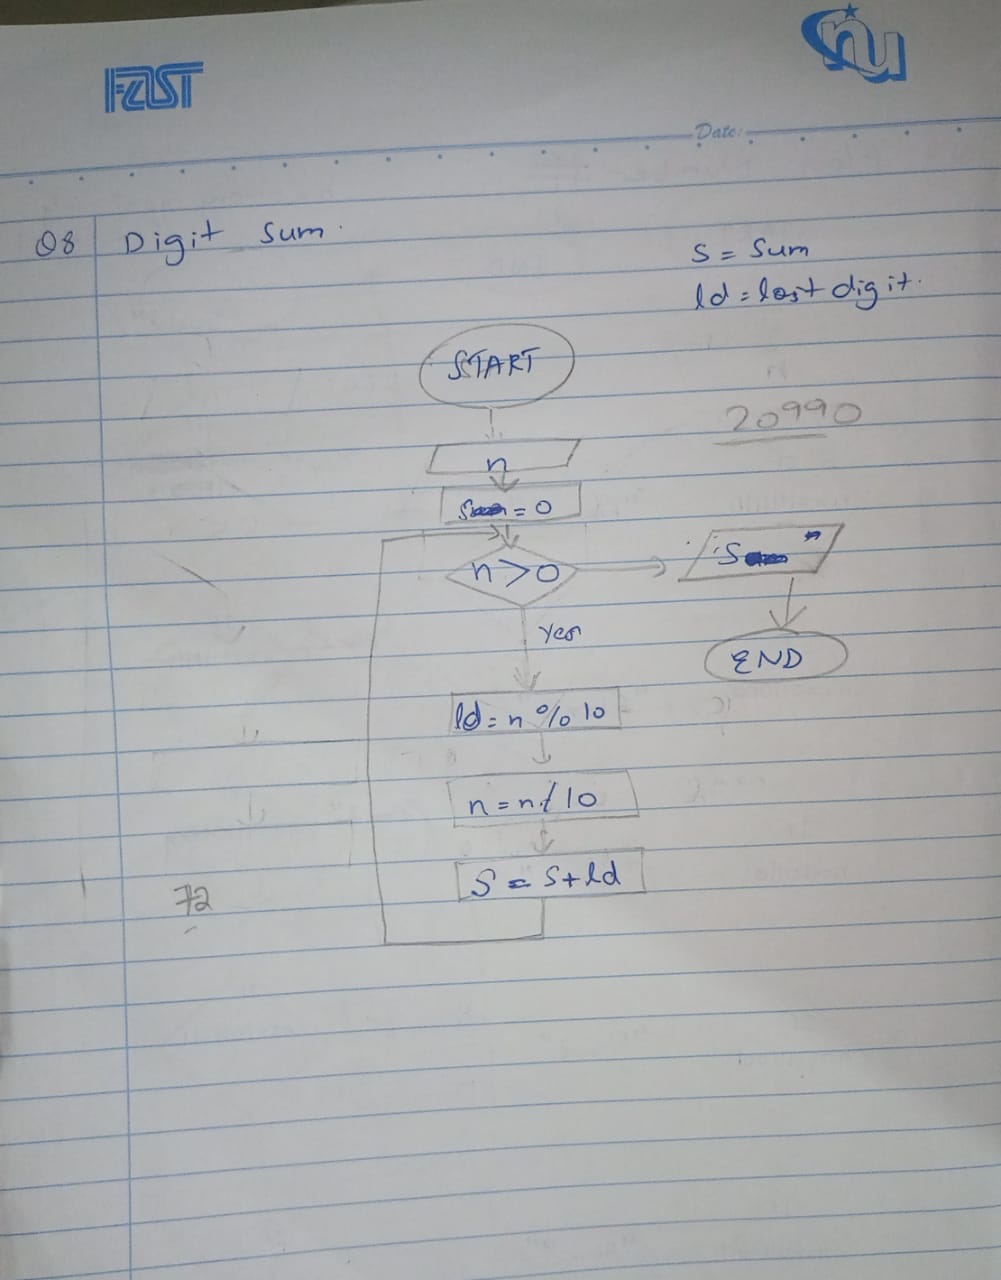 FAST
nu
Date:
Q8 Digit Sum.
S = Sum
ld = last digit.
START
20990
n
S = 0
n>0
"S"
Yes
END
ld = n % 10
n = n / 10
S = S + ld
72